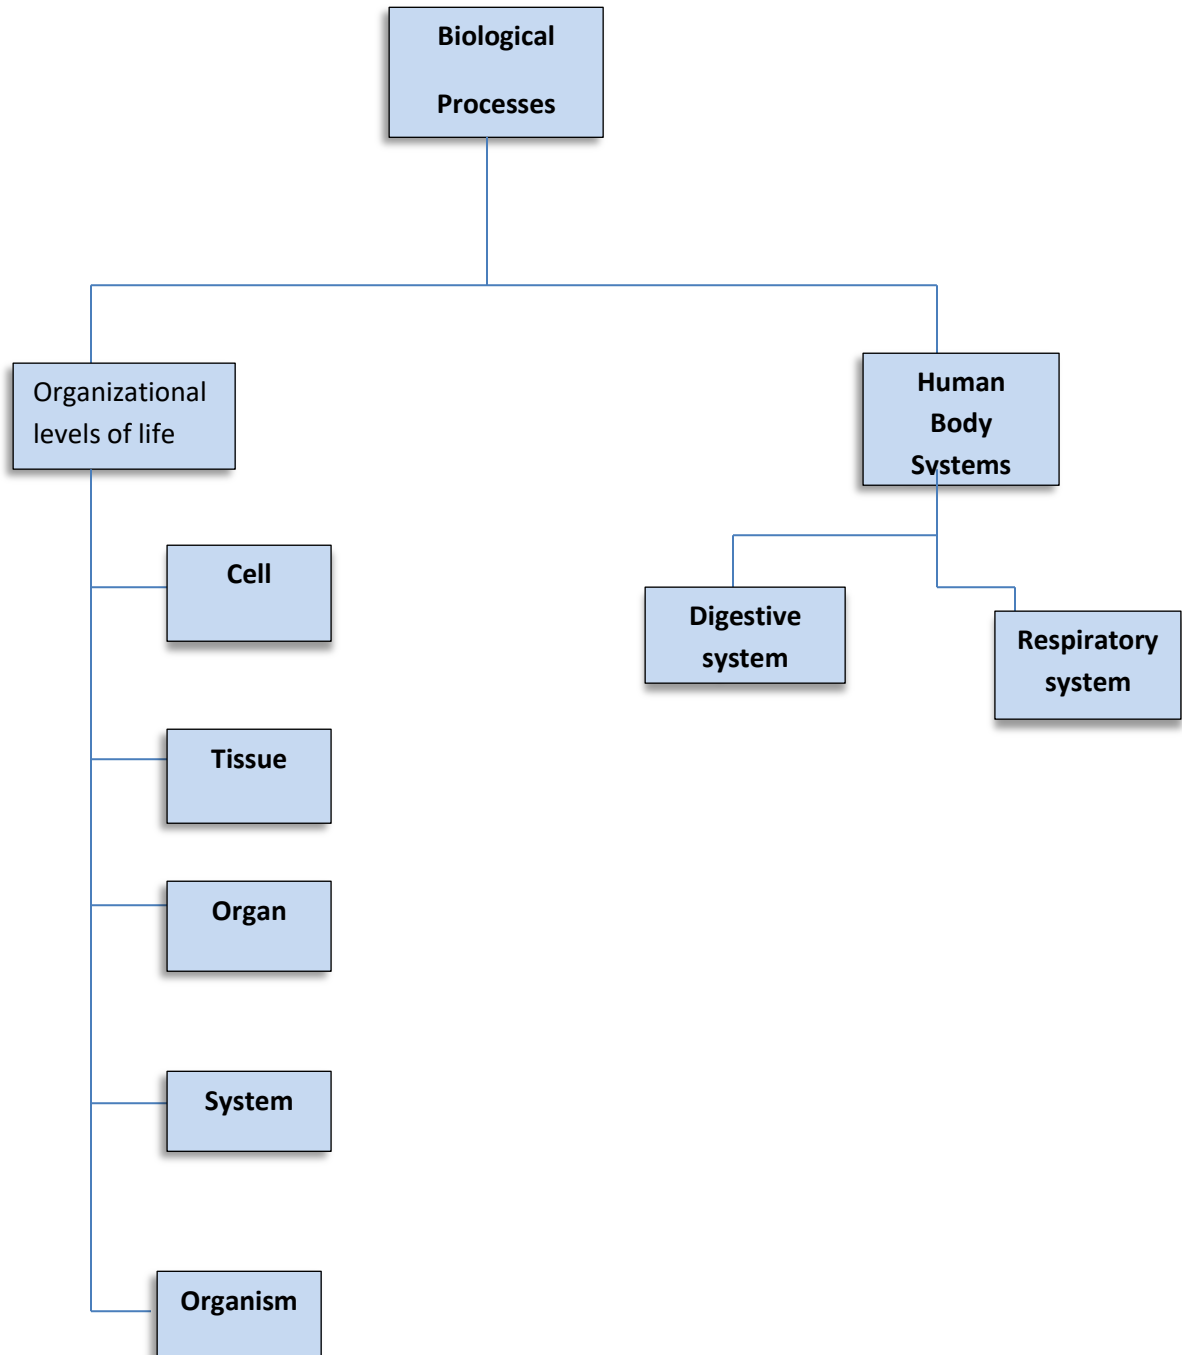 Biological
Processes
Organizational
levels of life
Human
Body
Systems
Cell
Digestive
system
Respiratory
system
Tissue
Organ
System
Organism